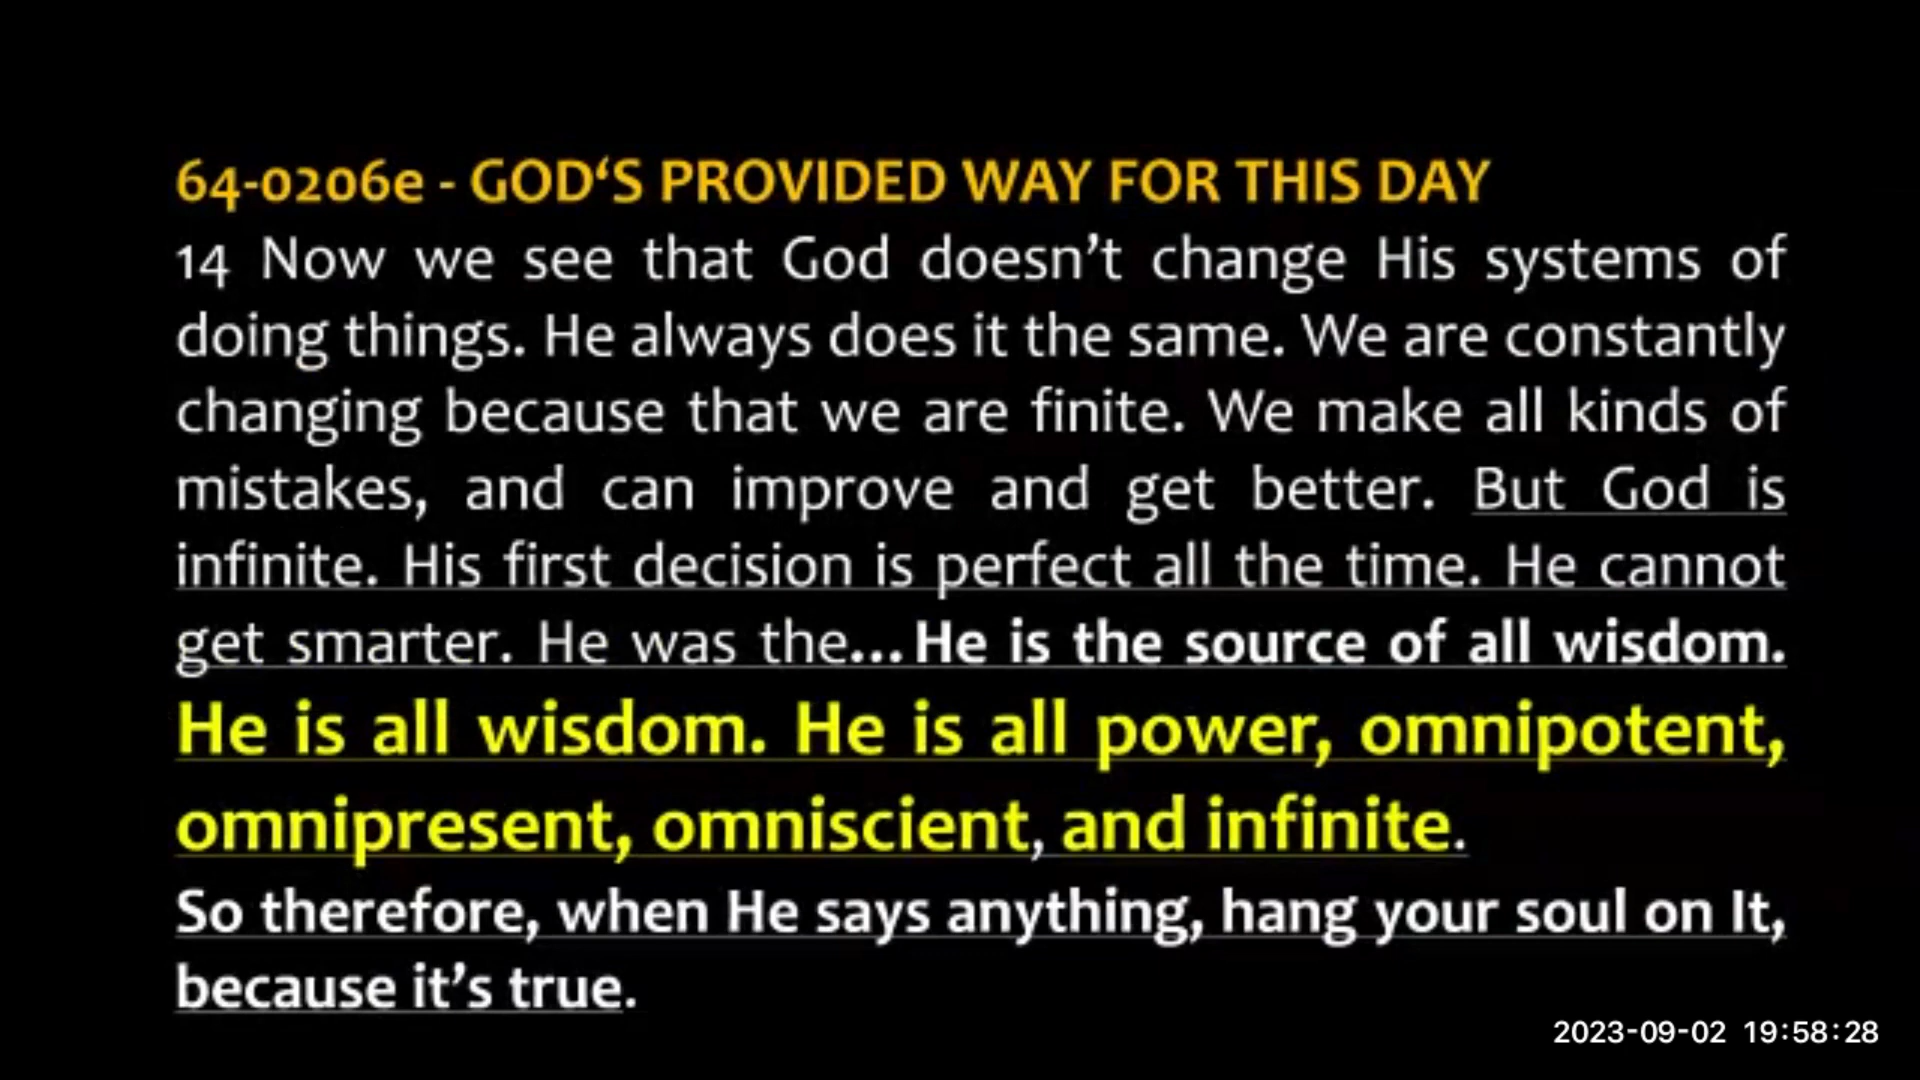 64-0206e - GOD‘S PROVIDED WAY FOR THIS DAY
14 Now we see that God doesn’t change His systems of
doing things. He always does it the same. We are constantly
changing because that we are finite. We make all kinds of
mistakes, and can improve and get better. But God is
infinite. His first decision is perfect all the time. He cannot
get smarter. He was the... He is the source of all wisdom.
He is all wisdom. He is all power, omnipotent,
omnipresent, omniscient, and infinite.
So therefore, when He says anything, hang your soul on It,
because it’s true.
2023-09-02 19:58:28